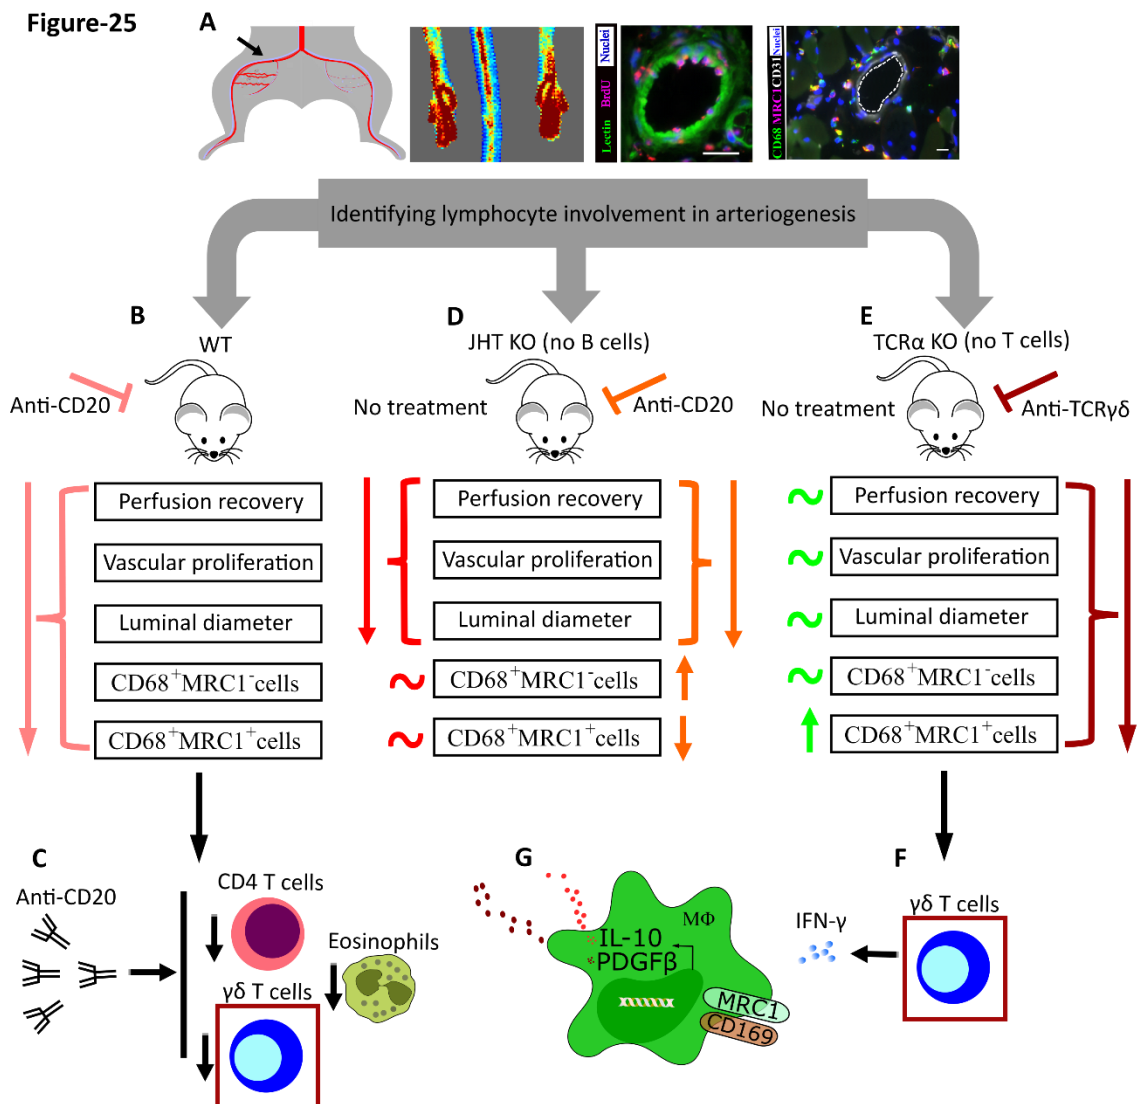 Figure-25
A
Lectin BrdU Nuclei
CD68 MRC1 CD31 Nuclei
Identifying lymphocyte involvement in arteriogenesis
B
WT
Anti-CD20
Perfusion recovery
Vascular proliferation
Luminal diameter
CD68⁺MRC1⁻cells
CD68⁺MRC1⁺cells
D
JHT KO (no B cells)
No treatment
Anti-CD20
Perfusion recovery
Vascular proliferation
Luminal diameter
~ CD68⁺MRC1⁻cells
~ CD68⁺MRC1⁺cells
E
TCRα KO (no T cells)
No treatment
Anti-TCRγδ
~ Perfusion recovery
~ Vascular proliferation
~ Luminal diameter
~ CD68⁺MRC1⁻cells
CD68⁺MRC1⁺cells
C
Anti-CD20
CD4 T cells
Eosinophils
γδ T cells
G
MΦ
IL-10
PDGFβ
MRC1
CD169
F
γδ T cells
IFN-γ